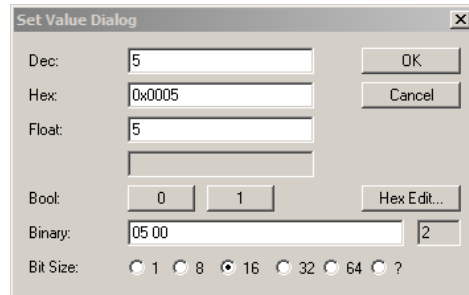 Set Value Dialog
Dec: 5 OK
Hex: 0x0005 Cancel
Float: 5
Bool: 0 1 Hex Edit...
Binary: 05 00 2
Bit Size: 1 8 16 32 64 ?